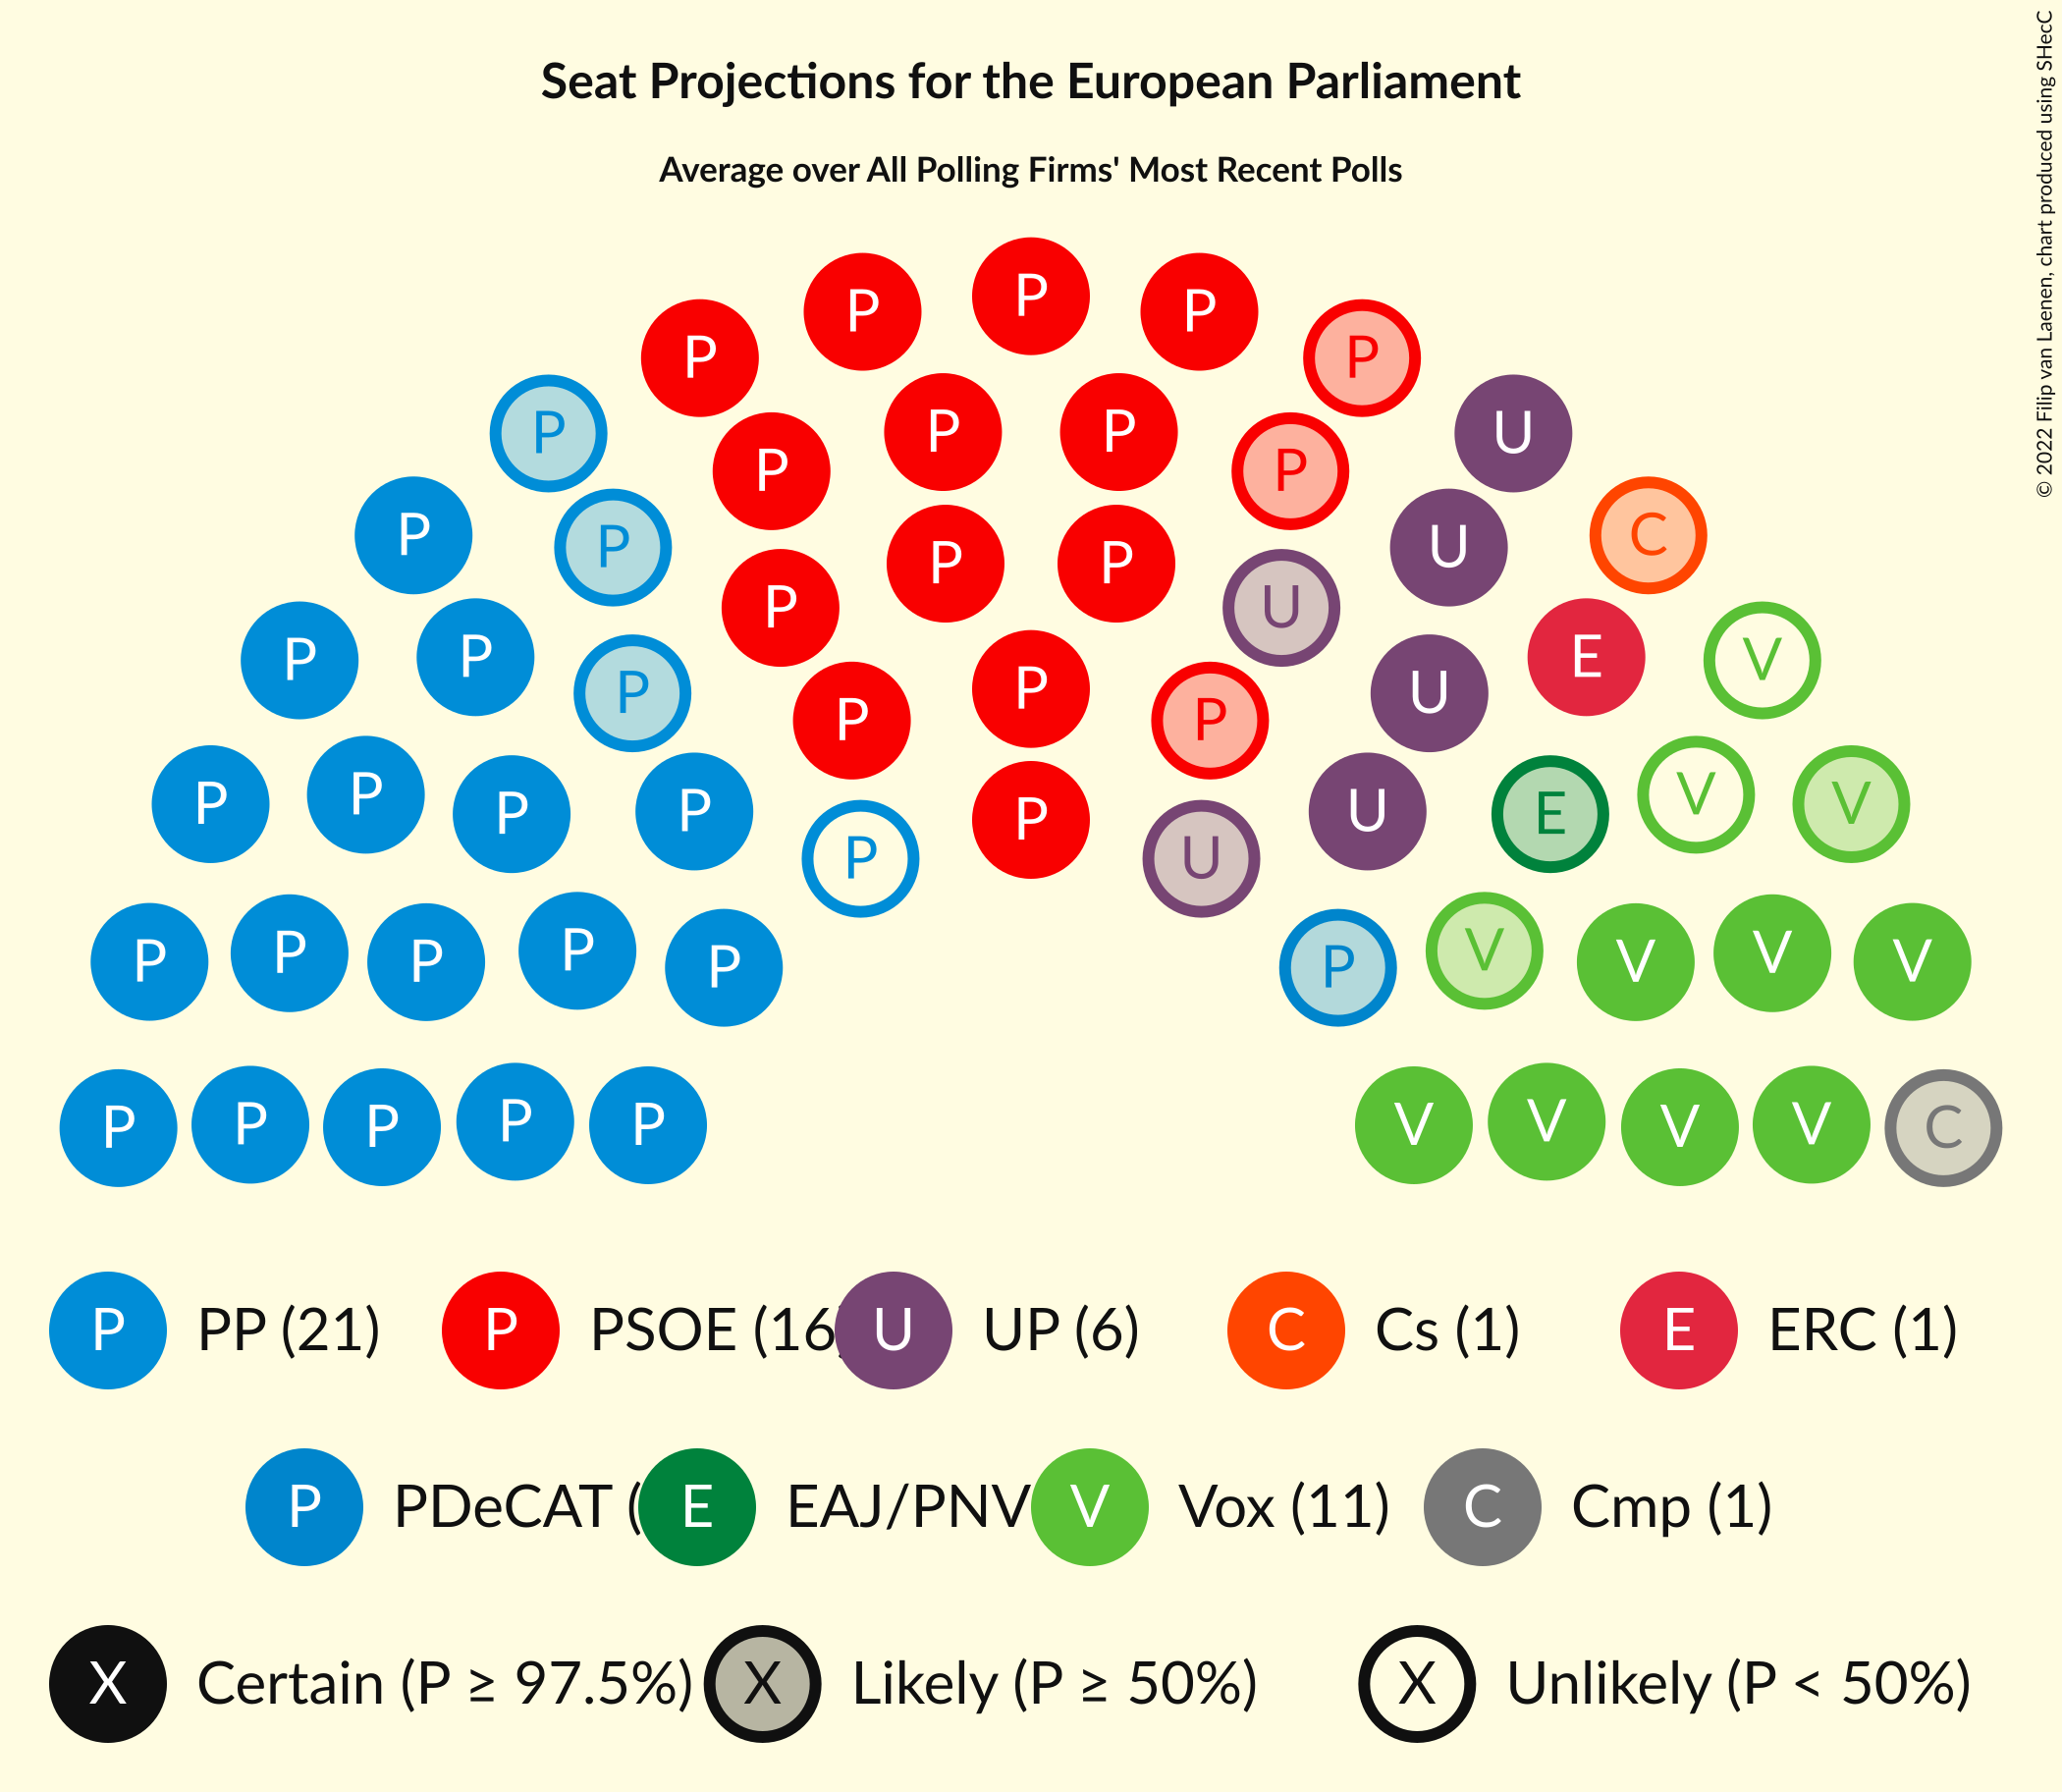 Seat Projections for the European Parliament
Average over All Polling Firms' Most Recent Polls
© 2022 Filip van Laenen, chart produced using SHecC
P P P
P P
P P
P P P
P P P P
C
U P P P U
P P U P P
P P E V
P P U P
P P P P U E V V
P P P U
P P P P P P V V V V
P P P P P V V V V C
P PP (21) P PSOE (16 U UP (6) C Cs (1) E ERC (1)
P PDeCAT ( E EAJ/PNV V Vox (11) C Cmp (1)
X Certain (P ≥ 97.5%) X Likely (P ≥ 50%) X Unlikely (P < 50%)